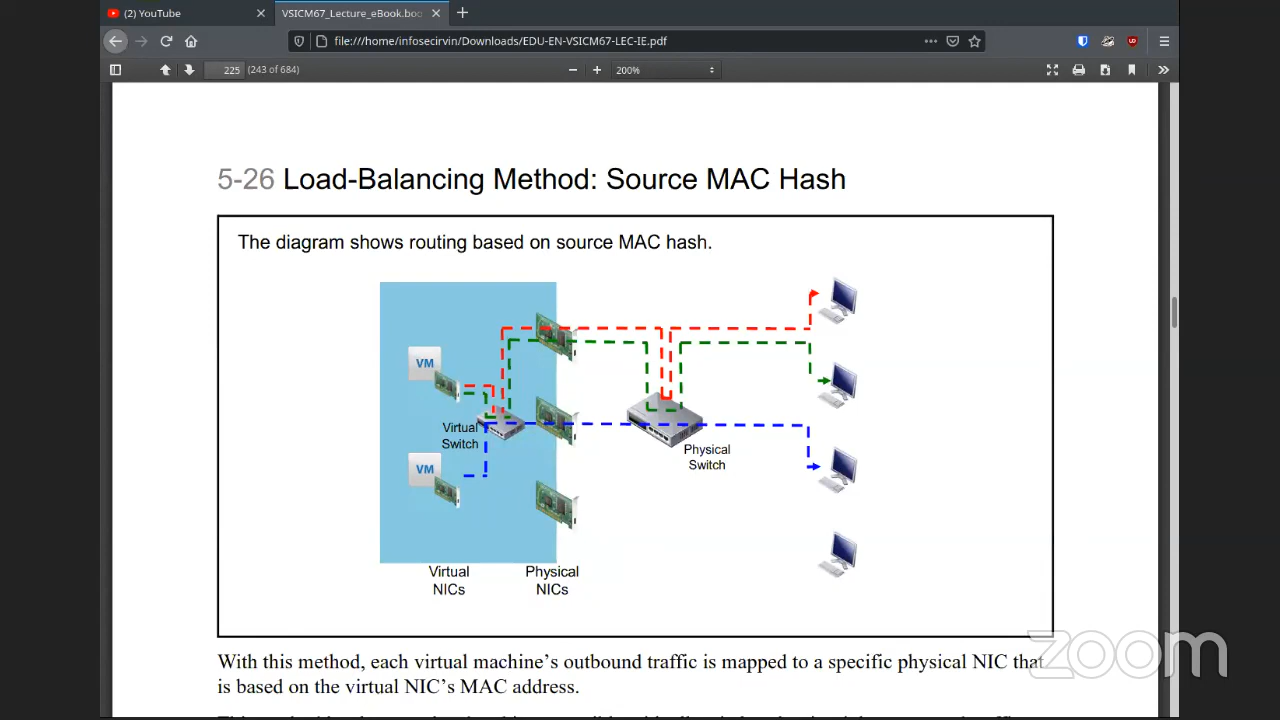 (2) YouTube
VSICM67_Lecture_eBook.boo
file:///home/infosecirvin/Downloads/EDU-EN-VSICM67-LEC-IE.pdf
225 (243 of 684)
200%
5-26 Load-Balancing Method: Source MAC Hash
The diagram shows routing based on source MAC hash.
VM
Virtual
Switch
VM
Physical
Switch
Virtual
NICs
Physical
NICs
With this method, each virtual machine's outbound traffic is mapped to a specific physical NIC that
is based on the virtual NIC's MAC address.
zoom